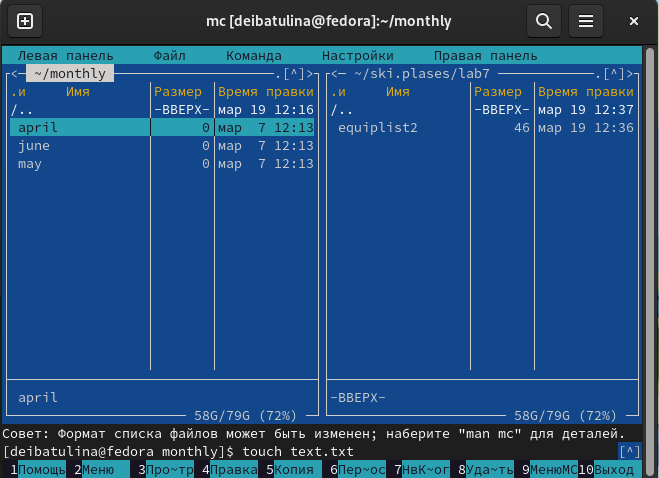 mc [deibatulina@fedora]:~/monthly
Левая панель Файл Команда Настройки Правая панель
<─ ~/monthly .[^]> <─ ~/ski.plases/lab7 .[^]>
.и Имя Размер Время правки .и Имя Размер Время правки
/.. -ВВЕРХ- мар 19 12:16 /.. -ВВЕРХ- мар 19 12:37
april 0 мар 7 12:13 equiplist2 46 мар 19 12:36
june 0 мар 7 12:13
may 0 мар 7 12:13
april -ВВЕРХ-
58G/79G (72%) 58G/79G (72%)
Совет: Формат списка файлов может быть изменен; наберите "man mc" для деталей.
[deibatulina@fedora monthly]$ touch text.txt [^]
1Помощь 2Меню 3Про~тр 4Правка 5Копия 6Пер~ос 7НвК~ог 8Уда~ть 9МенюМС 10Выход